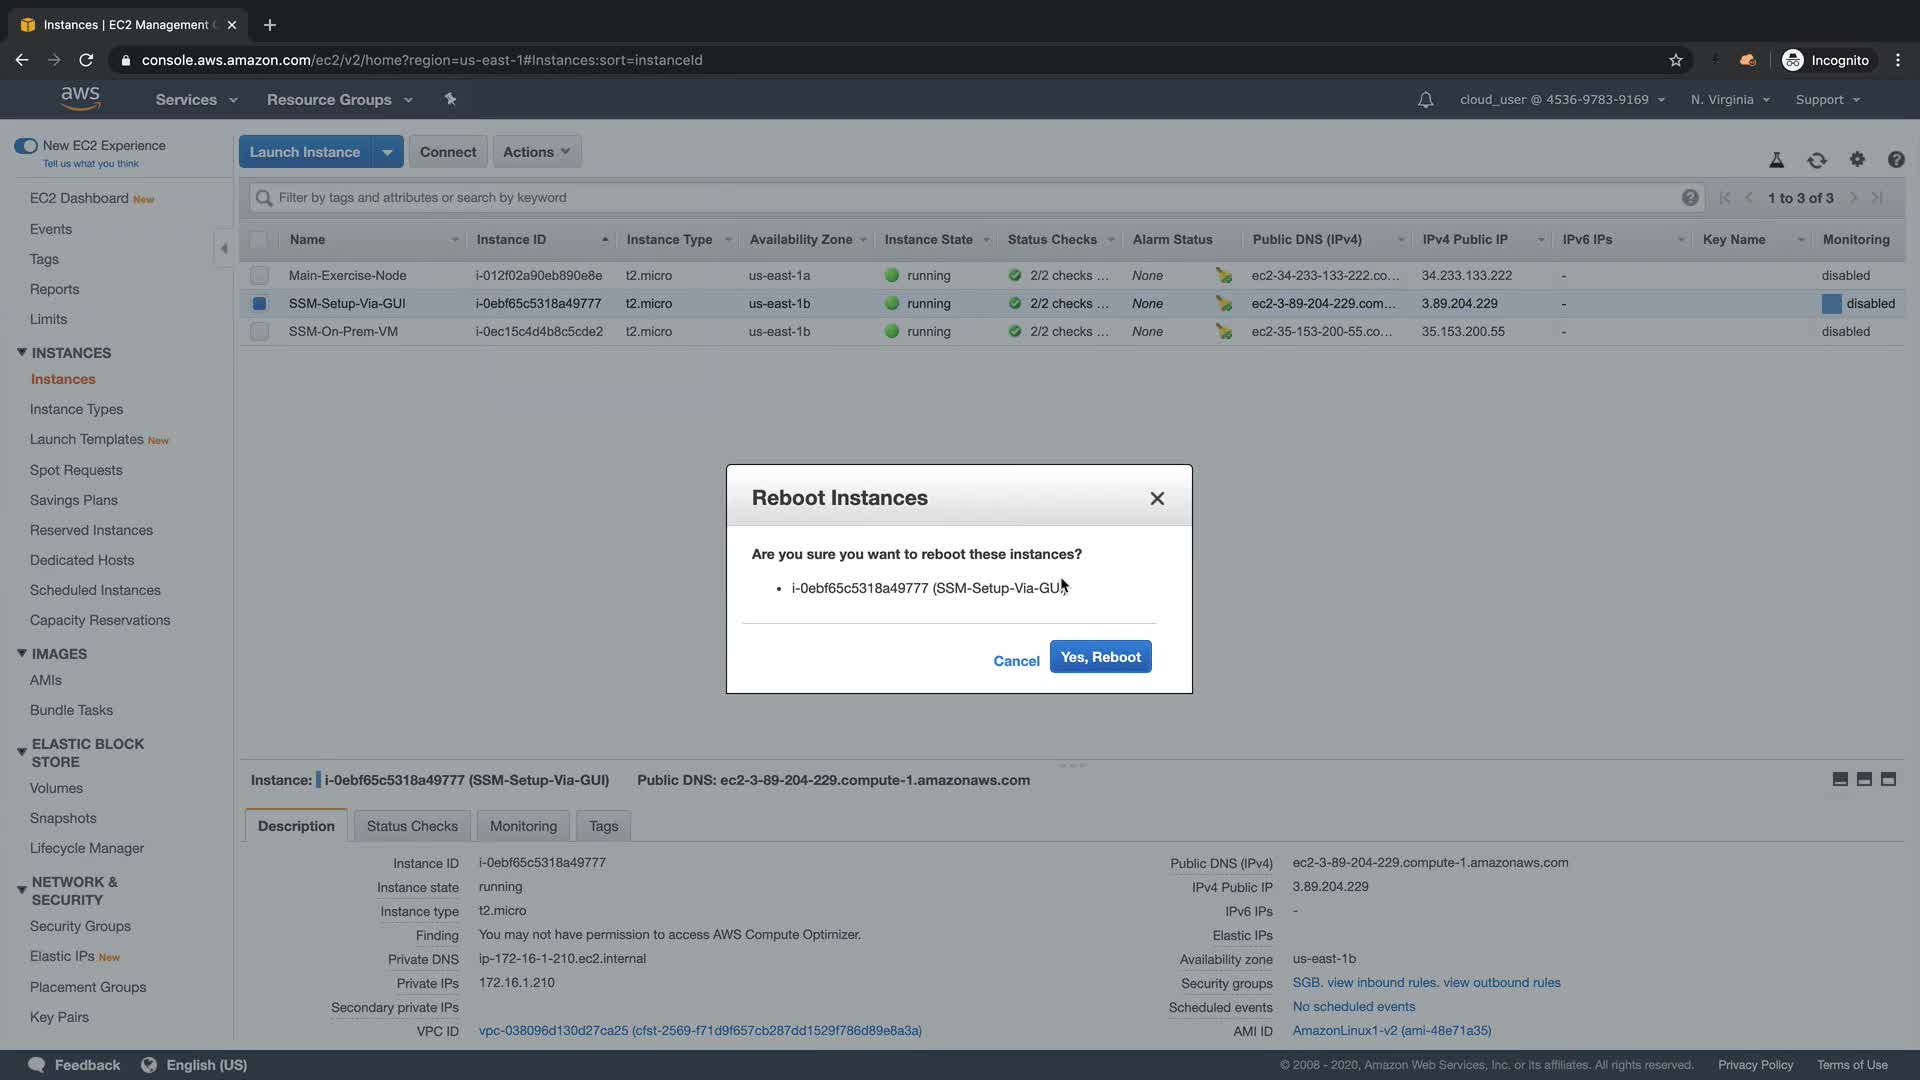 Instances | EC2 Management
console.aws.amazon.com/ec2/v2/home?region=us-east-1#Instances:sort=instanceId
Incognito
aws
Services
Resource Groups
cloud_user @ 4536-9783-9169
N. Virginia
Support
New EC2 Experience
Tell us what you think
EC2 Dashboard New
Events
Tags
Reports
Limits
INSTANCES
Instances
Instance Types
Launch Templates New
Spot Requests
Savings Plans
Reserved Instances
Dedicated Hosts
Scheduled Instances
Capacity Reservations
IMAGES
AMIs
Bundle Tasks
ELASTIC BLOCK
STORE
Volumes
Snapshots
Lifecycle Manager
NETWORK &
SECURITY
Security Groups
Elastic IPs New
Placement Groups
Key Pairs
Launch Instance
Connect
Actions
Filter by tags and attributes or search by keyword
1 to 3 of 3
Name Instance ID Instance Type Availability Zone Instance State Status Checks Alarm Status Public DNS (IPv4) IPv4 Public IP IPv6 IPs Key Name Monitoring
Main-Exercise-Node i-012f02a90eb890e8e t2.micro us-east-1a running 2/2 checks ... None ec2-34-233-133-222.co... 34.233.133.222 - disabled
SSM-Setup-Via-GUI i-0ebf65c5318a49777 t2.micro us-east-1b running 2/2 checks ... None ec2-3-89-204-229.com... 3.89.204.229 - disabled
SSM-On-Prem-VM i-0ec15c4d4b8c5cde2 t2.micro us-east-1b running 2/2 checks ... None ec2-35-153-200-55.co... 35.153.200.55 - disabled
Reboot Instances
Are you sure you want to reboot these instances?
• i-0ebf65c5318a49777 (SSM-Setup-Via-GUI)
Cancel
Yes, Reboot
Instance: i-0ebf65c5318a49777 (SSM-Setup-Via-GUI) Public DNS: ec2-3-89-204-229.compute-1.amazonaws.com
Description
Status Checks
Monitoring
Tags
Instance ID i-0ebf65c5318a49777
Instance state running
Instance type t2.micro
Finding You may not have permission to access AWS Compute Optimizer.
Private DNS ip-172-16-1-210.ec2.internal
Private IPs 172.16.1.210
Secondary private IPs
VPC ID vpc-038096d130d27ca25 (cfst-2569-f71d9f657cb287dd1529f786d89e8a3a)
Public DNS (IPv4) ec2-3-89-204-229.compute-1.amazonaws.com
IPv4 Public IP 3.89.204.229
IPv6 IPs -
Elastic IPs
Availability zone us-east-1b
Security groups SGB. view inbound rules. view outbound rules
Scheduled events No scheduled events
AMI ID AmazonLinux1-v2 (ami-48e71a35)
Feedback
English (US)
© 2008 - 2020, Amazon Web Services, Inc. or its affiliates. All rights reserved.
Privacy Policy
Terms of Use